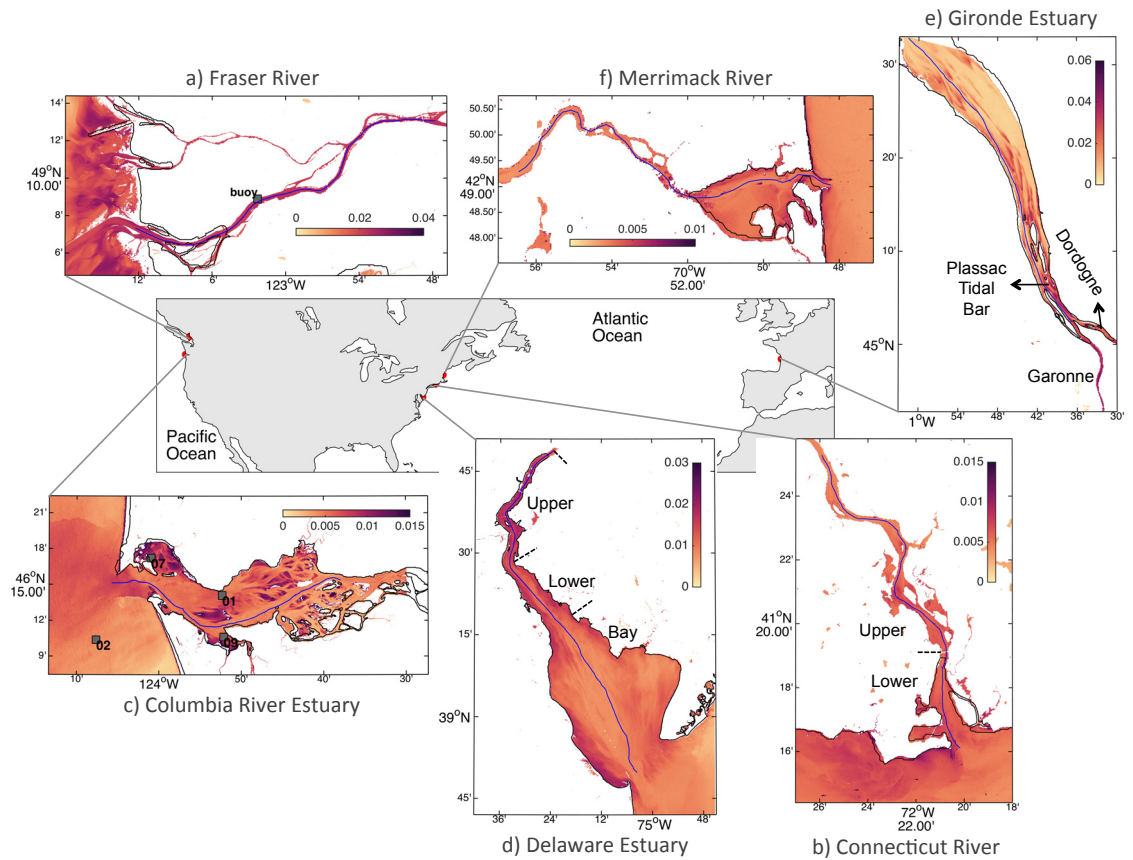 e) Gironde Estuary
a) Fraser River
f) Merrimack River
14'
12'
49°N
10.00'
8'
6'
buoy
0 0.02 0.04
12' 6' 123°W 54' 48'
50.50'
50.00'
49.50'
42°N
49.00'
48.50'
48.00'
0 0.005 0.01
56' 54' 70°W 50' 48'
52.00'
30'
20'
10'
45°N
0.06
0.04
0.02
0
Dordogne
Plassac
Tidal
Bar
Garonne
1°W 54' 48' 42' 36' 30'
Atlantic
Ocean
Pacific
Ocean
21'
18'
46°N
15.00'
12'
9'
0 0.005 0.01 0.015
07
01
02
09
10' 124°W 50' 40' 30'
c) Columbia River Estuary
45'
30'
15'
39°N
45'
0.03
0.02
0.01
0
Upper
Lower
Bay
36' 24' 12' 75°W 48'
d) Delaware Estuary
24'
22'
41°N
20.00'
18'
16'
0.015
0.01
0.005
0
Upper
Lower
26' 24' 72°W 20' 18'
22.00'
b) Connecticut River